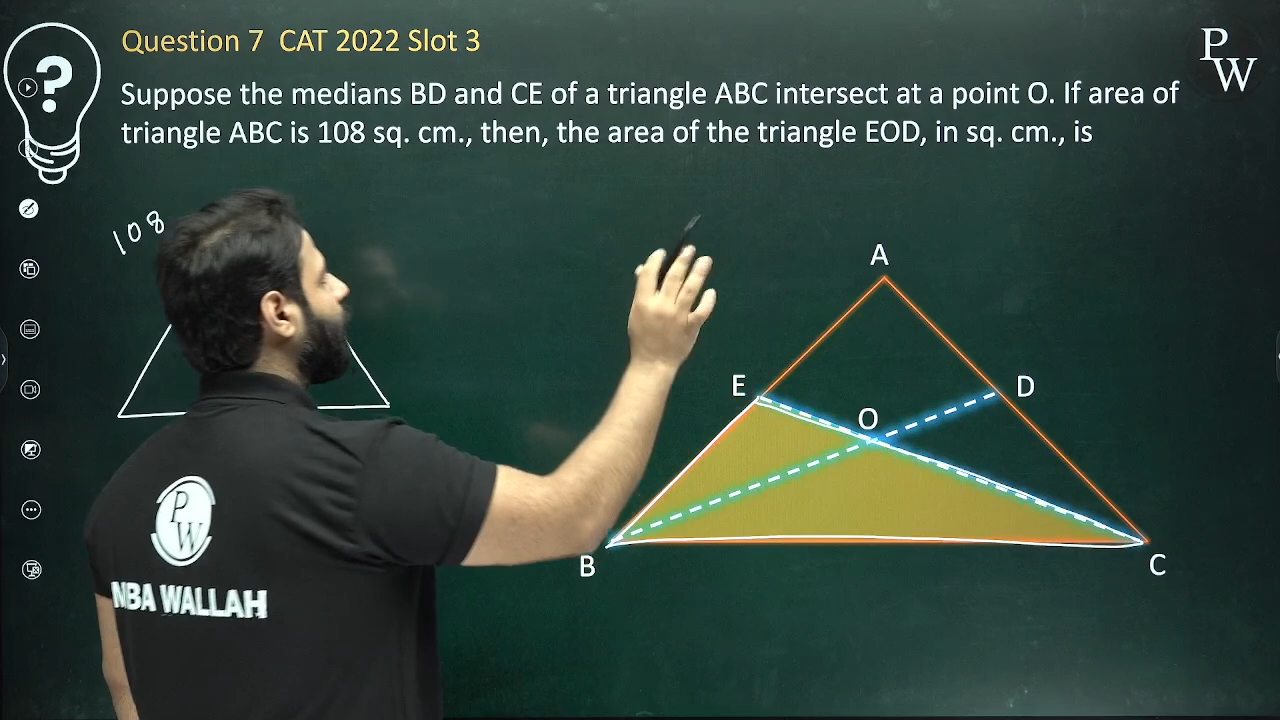 Question 7 CAT 2022 Slot 3
Suppose the medians BD and CE of a triangle ABC intersect at a point O. If area of
triangle ABC is 108 sq. cm., then, the area of the triangle EOD, in sq. cm., is
P
W
108
A
E
D
O
B
C
P
W
NBA WALLAH